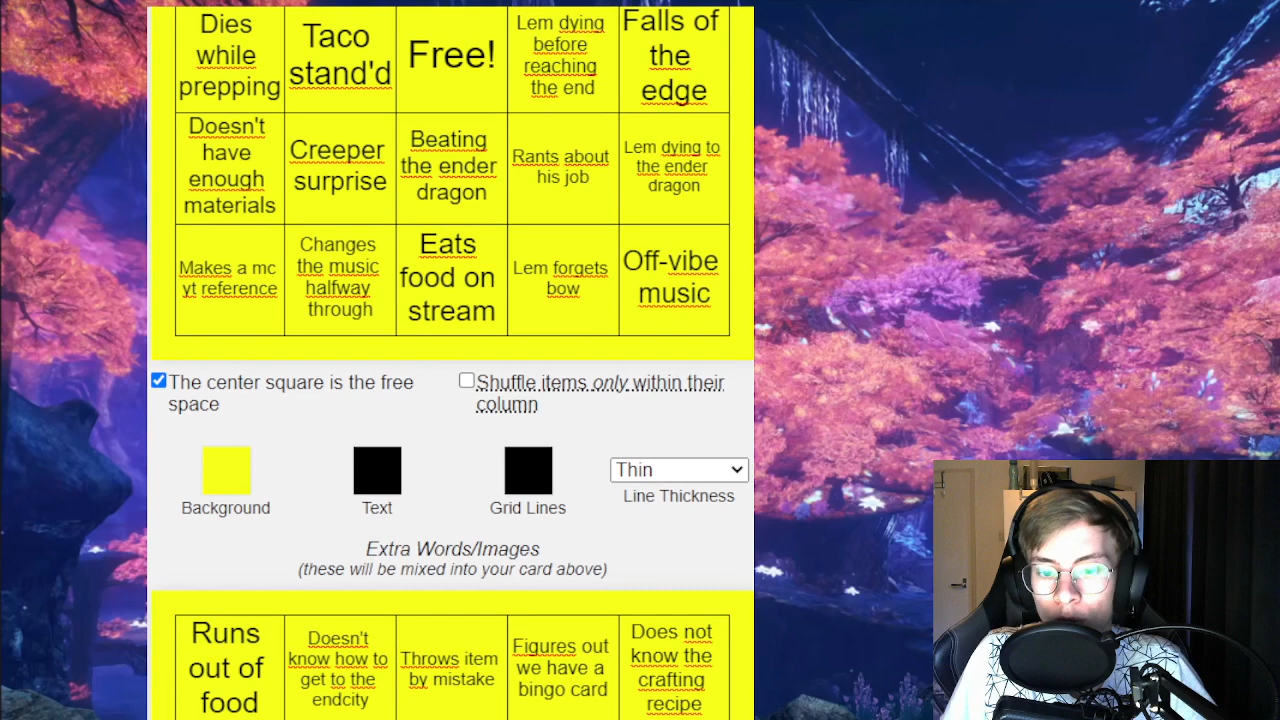 Dies
while
prepping
Taco
stand'd
Free!
Lem dying
before
reaching
the end
Falls of
the
edge
Doesn't
have
enough
materials
Creeper
surprise
Beating
the ender
dragon
Rants about
his job
Lem dying to
the ender
dragon
Makes a mc
yt reference
Changes
the music
halfway
through
Eats
food on
stream
Lem forgets
bow
Off-vibe
music
The center square is the free
space
Shuffle items only within their
column
Background
Text
Grid Lines
Thin
Line Thickness
Extra Words/Images
(these will be mixed into your card above)
Runs
out of
food
Doesn't
know how to
get to the
endcity
Throws item
by mistake
Figures out
we have a
bingo card
Does not
know the
crafting
recipe